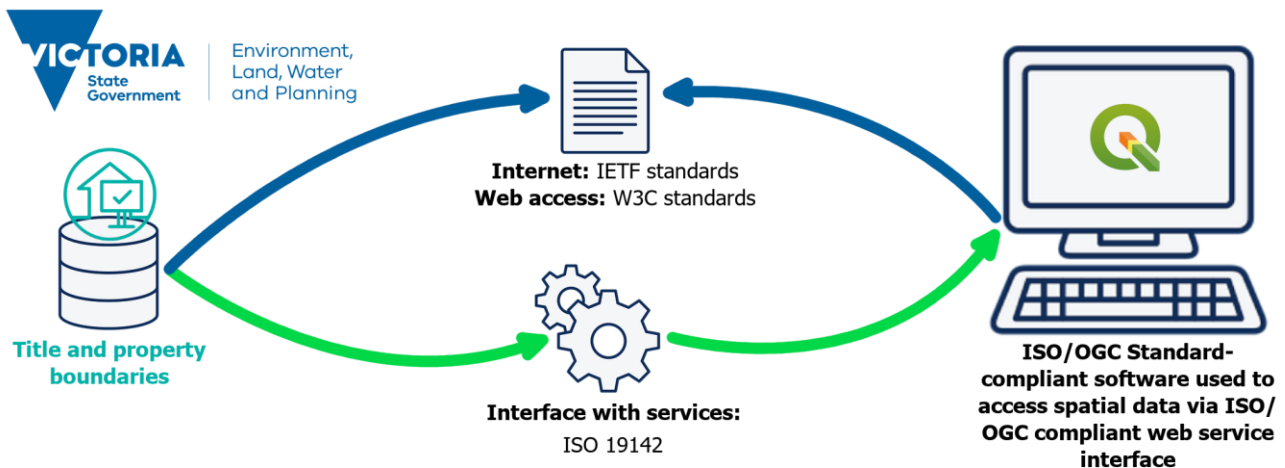 VICTORIA
State
Government
Environment,
Land, Water
and Planning
Internet: IETF standards
Web access: W3C standards
Title and property
boundaries
Interface with services:
ISO 19142
ISO/OGC Standard-
compliant software used to
access spatial data via ISO/
OGC compliant web service
interface